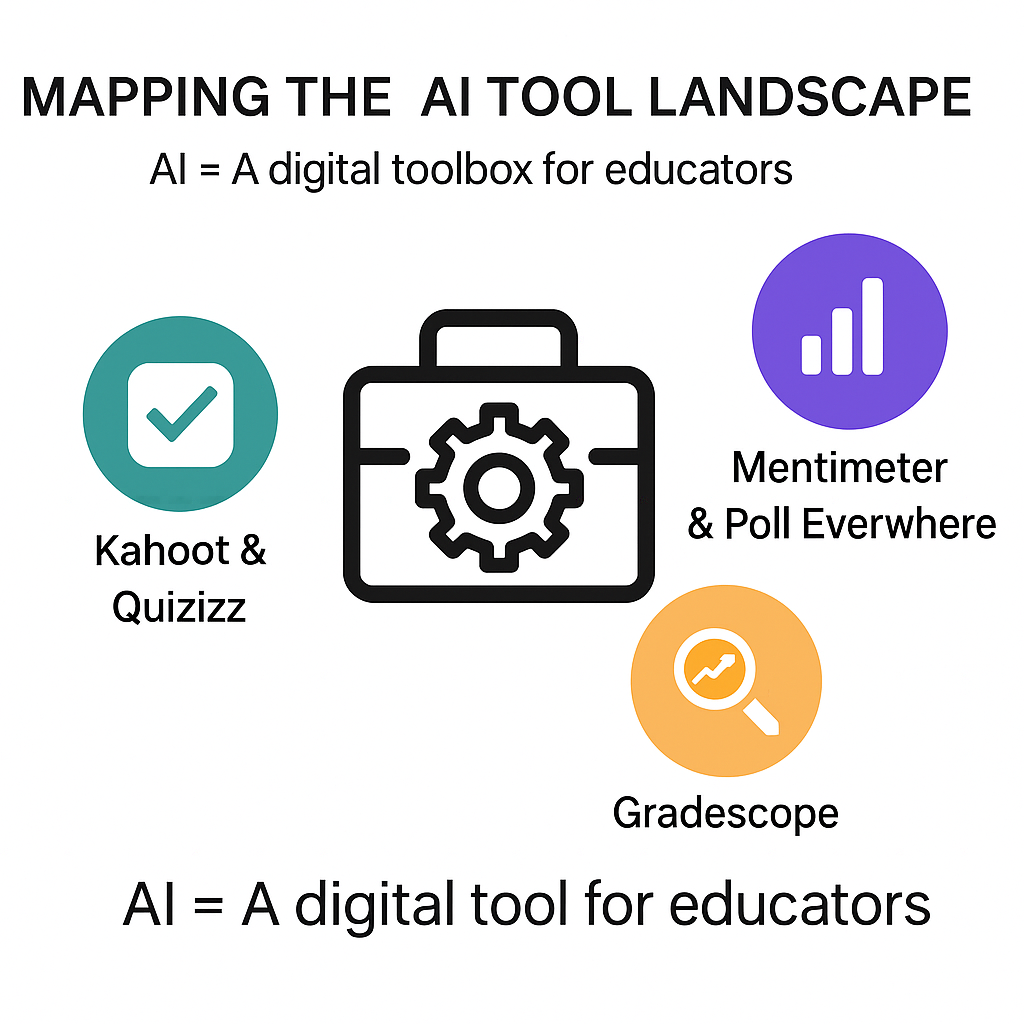 MAPPING THE AI TOOL LANDSCAPE
AI = A digital toolbox for educators
Kahoot &
Quizizz
Mentimeter
& Poll Everwhere
Gradescope
AI = A digital tool for educators